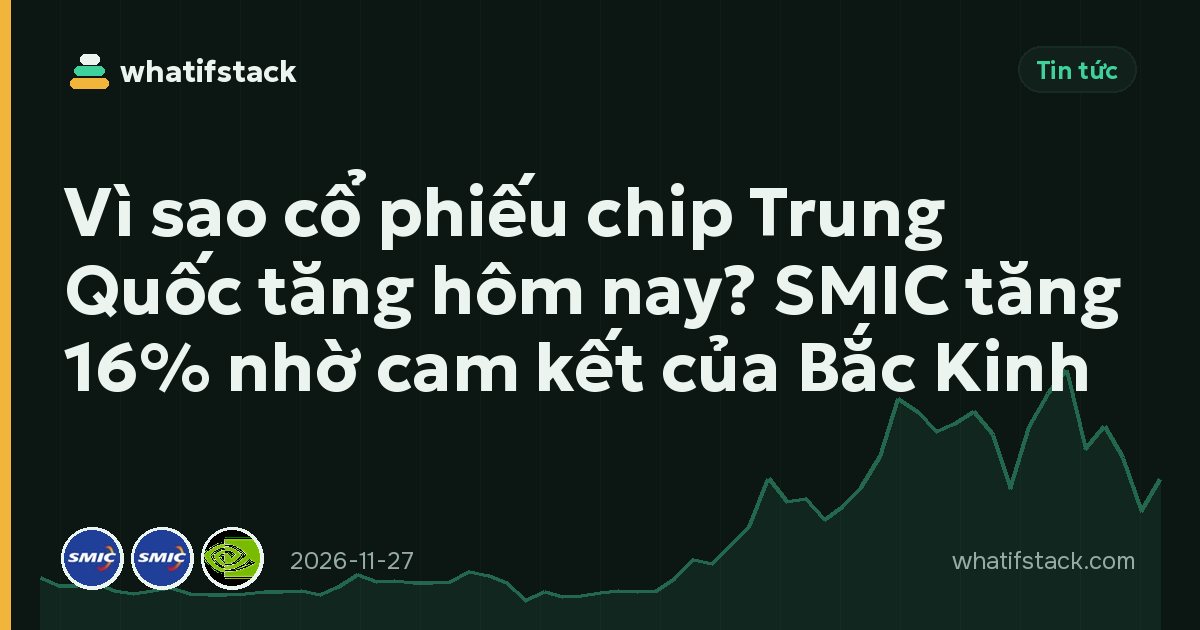 whatifstack
Tin tức
Vì sao cổ phiếu chip Trung
Quốc tăng hôm nay? SMIC tăng
16% nhờ cam kết của Bắc Kinh
SMIC
SMIC
2026-11-27
whatifstack.com